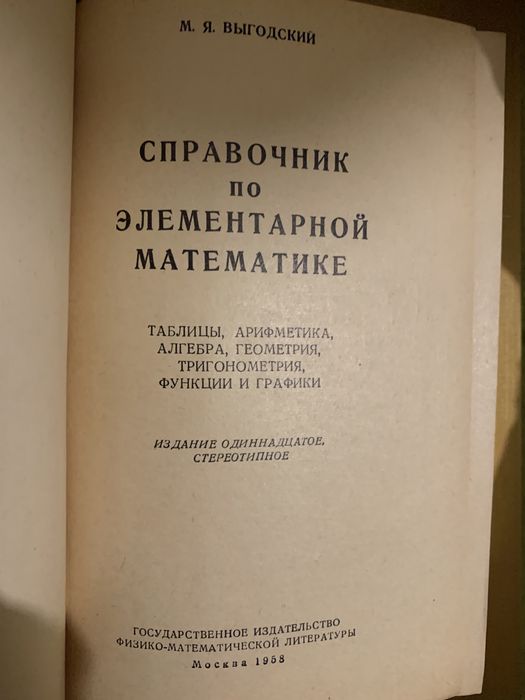 М. Я. ВЫГОДСКИЙ
СПРАВОЧНИК
ПО
ЭЛЕМЕНТАРНОЙ
МАТЕМАТИКЕ
ТАБЛИЦЫ, АРИФМЕТИКА,
АЛГЕБРА, ГЕОМЕТРИЯ,
ТРИГОНОМЕТРИЯ,
ФУНКЦИИ И ГРАФИКИ
ИЗДАНИЕ ОДИННАДЦАТОЕ,
СТЕРЕОТИПНОЕ
ГОСУДАРСТВЕННОЕ ИЗДАТЕЛЬСТВО
ФИЗИКО-МАТЕМАТИЧЕСКОЙ ЛИТЕРАТУРЫ
Москва 1958